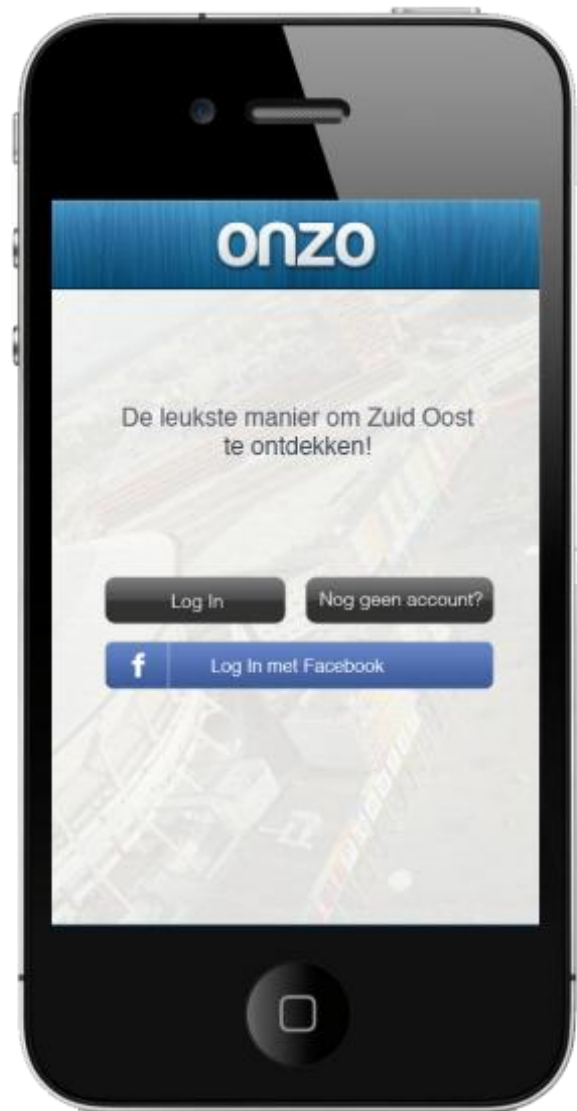 onzo
De leukste manier om Zuid Oost
te ontdekken!
Log In
Nog geen account?
f
Log In met Facebook